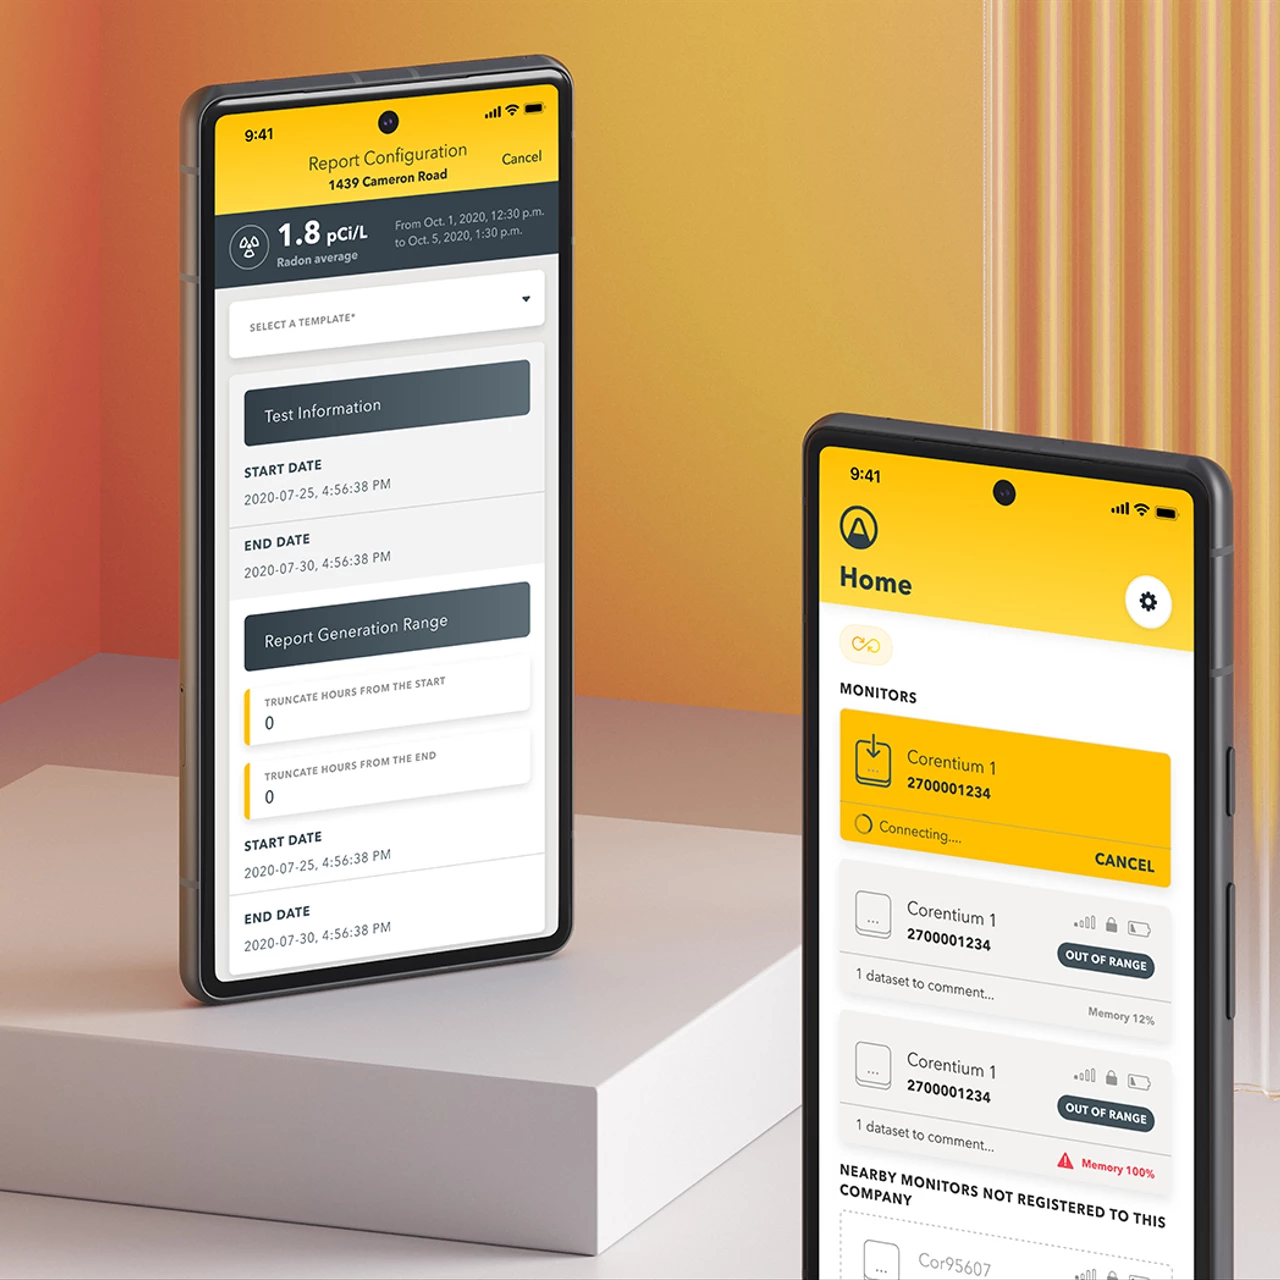 9:41
Report Configuration
Cancel
1439 Cameron Road
1.8 pCi/L
Radon average
From Oct. 1, 2020, 12:30 p.m.
to Oct. 5, 2020, 1:30 p.m.
SELECT A TEMPLATE*
Test Information
START DATE
2020-07-25, 4:56:38 PM
END DATE
2020-07-30, 4:56:38 PM
Report Generation Range
TRUNCATE HOURS FROM THE START
0
TRUNCATE HOURS FROM THE END
0
START DATE
2020-07-25, 4:56:38 PM
END DATE
2020-07-30, 4:56:38 PM
9:41
Home
MONITORS
Corentium 1
2700001234
Connecting....
CANCEL
Corentium 1
2700001234
OUT OF RANGE
1 dataset to comment...
Memory 12%
Corentium 1
2700001234
OUT OF RANGE
1 dataset to comment...
Memory 100%
NEARBY MONITORS NOT REGISTERED TO THIS
COMPANY
Cor95607